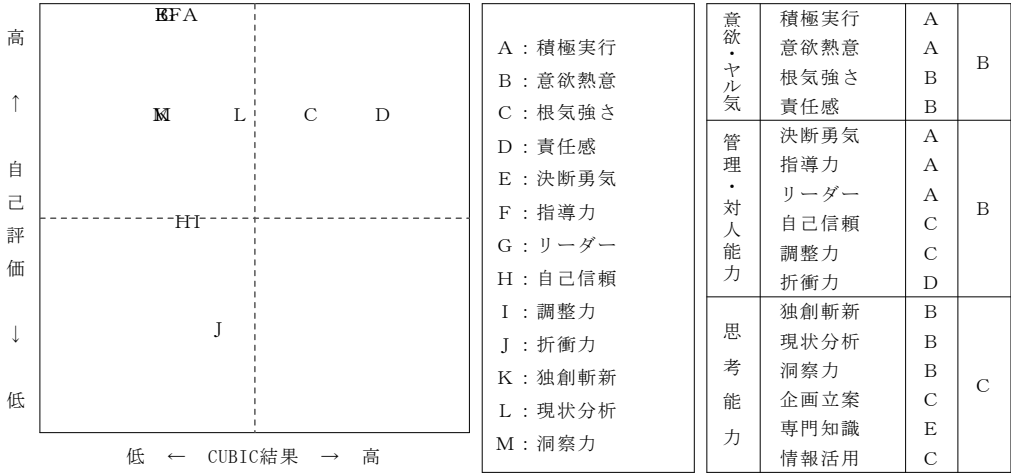 高
↑
自
己
評
価
↓
低
FA
L
C
D
HI
J
低 ← CUBIC結果 → 高
A：積極実行
B：意欲熱意
C：根気強さ
D：責任感
E：決断勇気
F：指導力
G：リーダー
H：自己信頼
I：調整力
J：折衝力
K：独創斬新
L：現状分析
M：洞察力
意欲・ヤル気
積極実行 A
意欲熱意 A
根気強さ B
責任感 B
B
管理・対人能力
決断勇気 A
指導力 A
リーダー A
自己信頼 C
調整力 C
折衝力 D
B
思考能力
独創斬新 B
現状分析 B
洞察力 B
企画立案 C
専門知識 E
情報活用 C
C